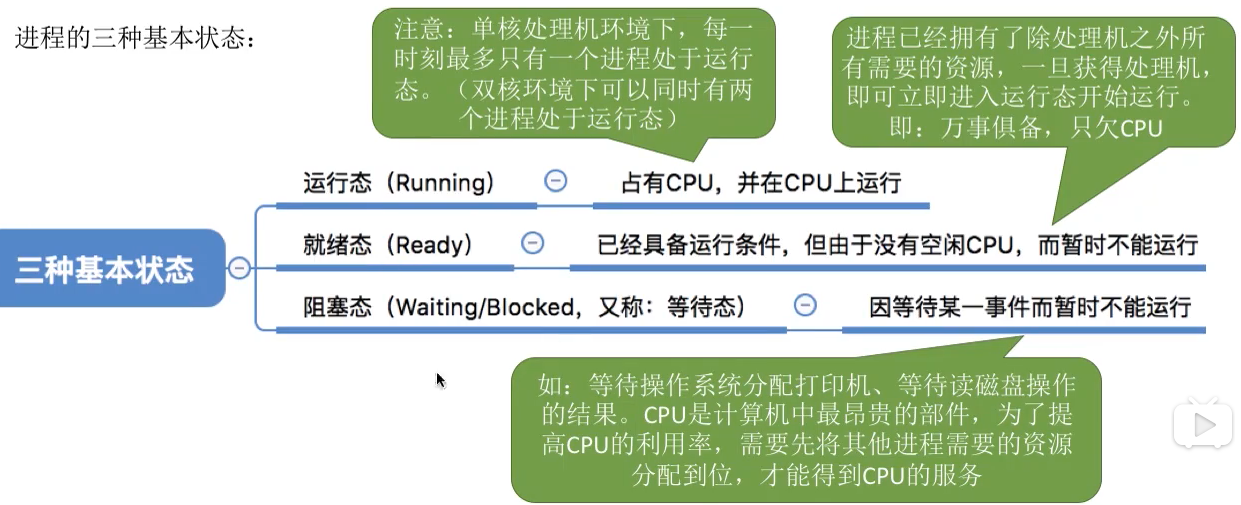 进程的三种基本状态：
注意：单核处理机环境下，每一
时刻最多只有一个进程处于运行
态。（双核环境下可以同时有两
个进程处于运行态）
进程已经拥有了除处理机之外所
有需要的资源，一旦获得处理机，
即可立即进入运行态开始运行。
即：万事俱备，只欠CPU
三种基本状态
运行态（Running）
占有CPU，并在CPU上运行
就绪态（Ready）
已经具备运行条件，但由于没有空闲CPU，而暂时不能运行
阻塞态（Waiting/Blocked，又称：等待态）
因等待某一事件而暂时不能运行
如：等待操作系统分配打印机、等待读磁盘操作
的结果。CPU是计算机中最昂贵的部件，为了提
高CPU的利用率，需要先将其他进程需要的资源
分配到位，才能得到CPU的服务